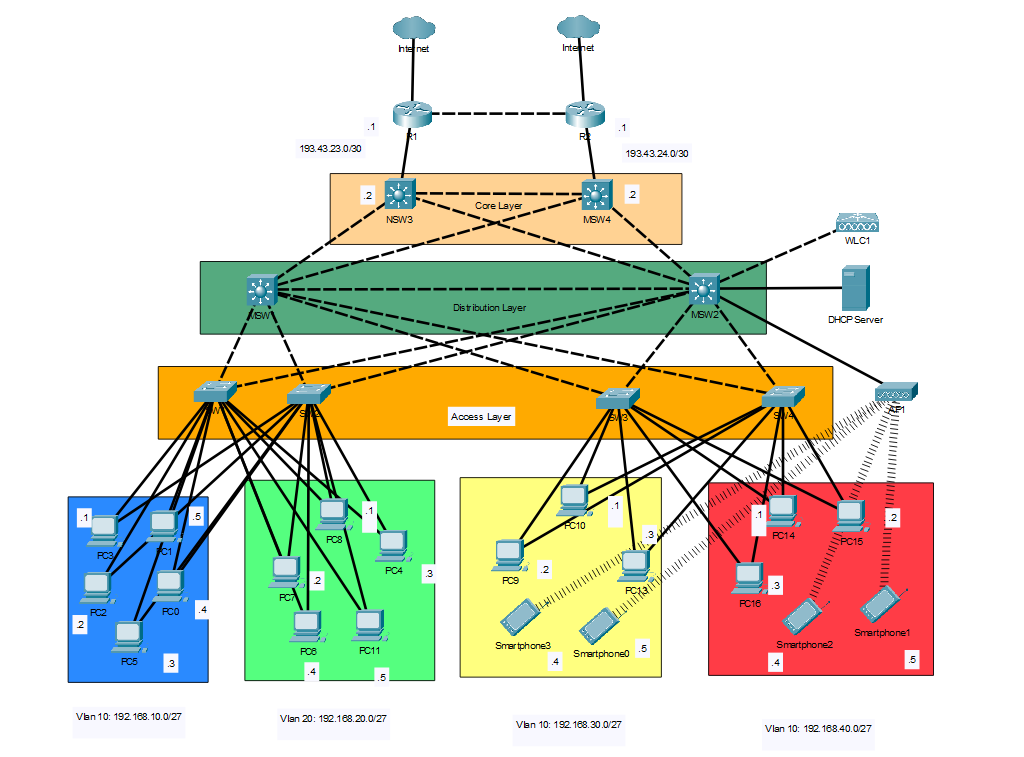 Internet
Internet
R1
R2
.1
.1
193.43.23.0/30
193.43.24.0/30
.2
NSW3
Core Layer
MSW4
.2
WLC1
Distribution Layer
MSW2
DHCP Server
SW2
SW3
SW4
AP1
Access Layer
.1
PC3
PC1
.5
PC2
.2
PC0
.4
PC5
.3
PC8
.1
PC4
.3
PC7
.2
PC6
.4
PC11
.5
PC10
.1
PC9
.2
PC13
.3
Smartphone3
.4
Smartphone0
.5
.1
PC14
PC15
.2
PC16
.3
Smartphone2
.4
Smartphone1
.5
Vlan 10: 192.168.10.0/27
Vlan 20: 192.168.20.0/27
Vlan 10: 192.168.30.0/27
Vlan 10: 192.168.40.0/27